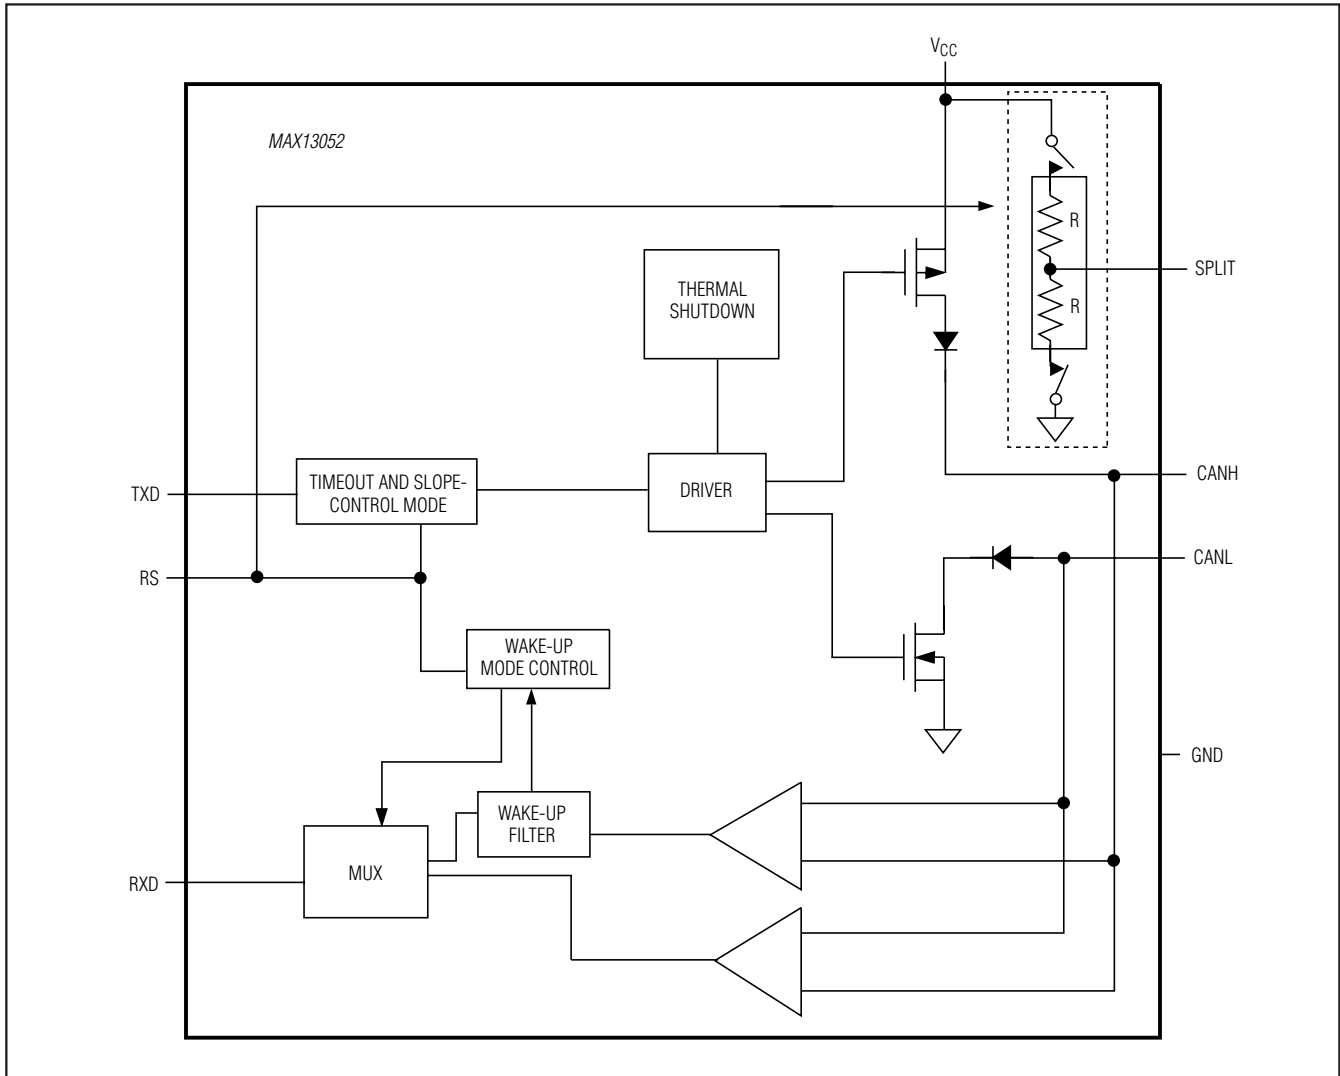 VCC
MAX13052
R
SPLIT
THERMAL
SHUTDOWN
R
TIMEOUT AND SLOPE-
CONTROL MODE
DRIVER
CANH
TXD
CANL
RS
WAKE-UP
MODE CONTROL
GND
WAKE-UP
FILTER
MUX
RXD